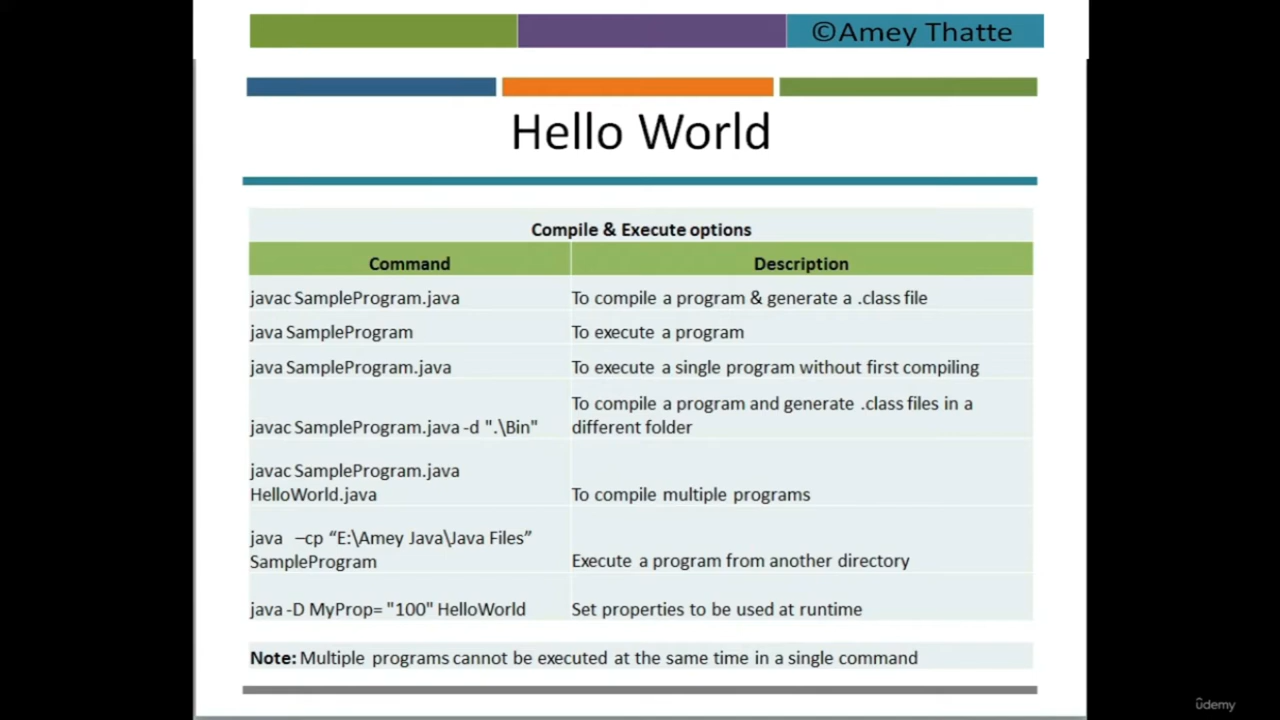 ©Amey Thatte
Hello World
Compile & Execute options
Command Description
javac SampleProgram.java To compile a program & generate a .class file
java SampleProgram To execute a program
java SampleProgram.java To execute a single program without first compiling
To compile a program and generate .class files in a
javac SampleProgram.java -d ".\Bin" different folder
javac SampleProgram.java
HelloWorld.java To compile multiple programs
java –cp “E:\Amey Java\Java Files”
SampleProgram Execute a program from another directory
java -D MyProp= "100" HelloWorld Set properties to be used at runtime
Note: Multiple programs cannot be executed at the same time in a single command
ûdemy